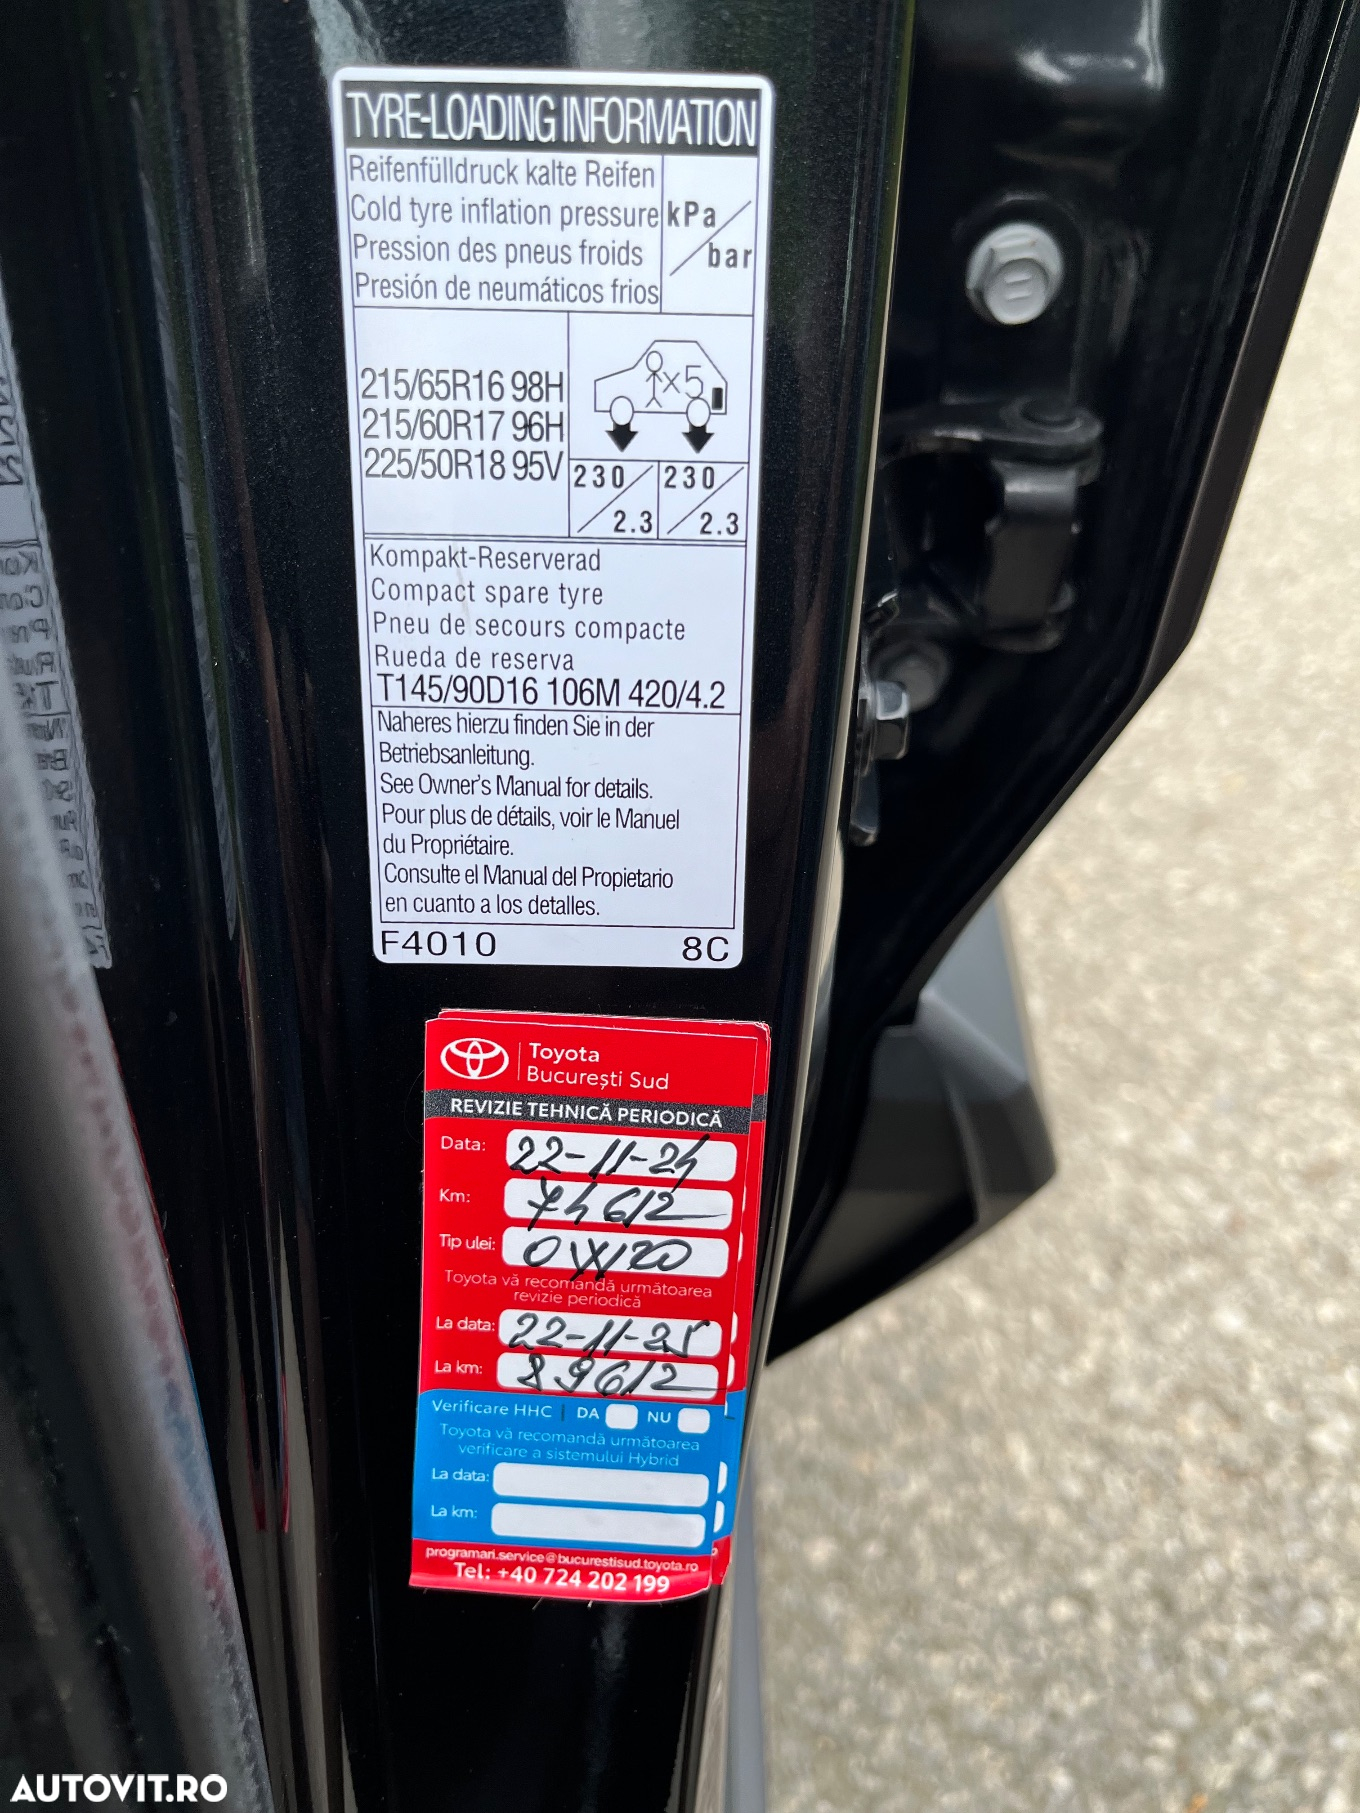 TYRE-LOADING INFORMATION
Reifenfülldruck kalte Reifen
Cold tyre inflation pressure
Pression des pneus froids
Presión de neumáticos frios
kPa/bar
215/65R16 98H
215/60R17 96H
225/50R18 95V
x5
230/2.3 230/2.3
Kompakt-Reserverad
Compact spare tyre
Pneu de secours compacte
Rueda de reserva
T145/90D16 106M 420/4.2
Naheres hierzu finden Sie in der
Betriebsanleitung.
See Owner's Manual for details.
Pour plus de détails, voir le Manuel
du Propriétaire.
Consulte el Manual del Propietario
en cuanto a los detalles.
F4010 8C
Toyota
București Sud
REVIZIE TEHNICĂ PERIODICĂ
Data: 22-11-24
Km: 74612
Tip ulei: 0W20
Toyota vă recomandă următoarea
revizie periodică
La data: 22-11-25
La km: 89612
Verificare HHC | DA NU
Toyota vă recomandă următoarea
verificare a sistemului Hybrid
La data:
La km:
programari.service@bucurestisud.toyota.ro
Tel: +40 724 202 199
AUTOVIT.RO